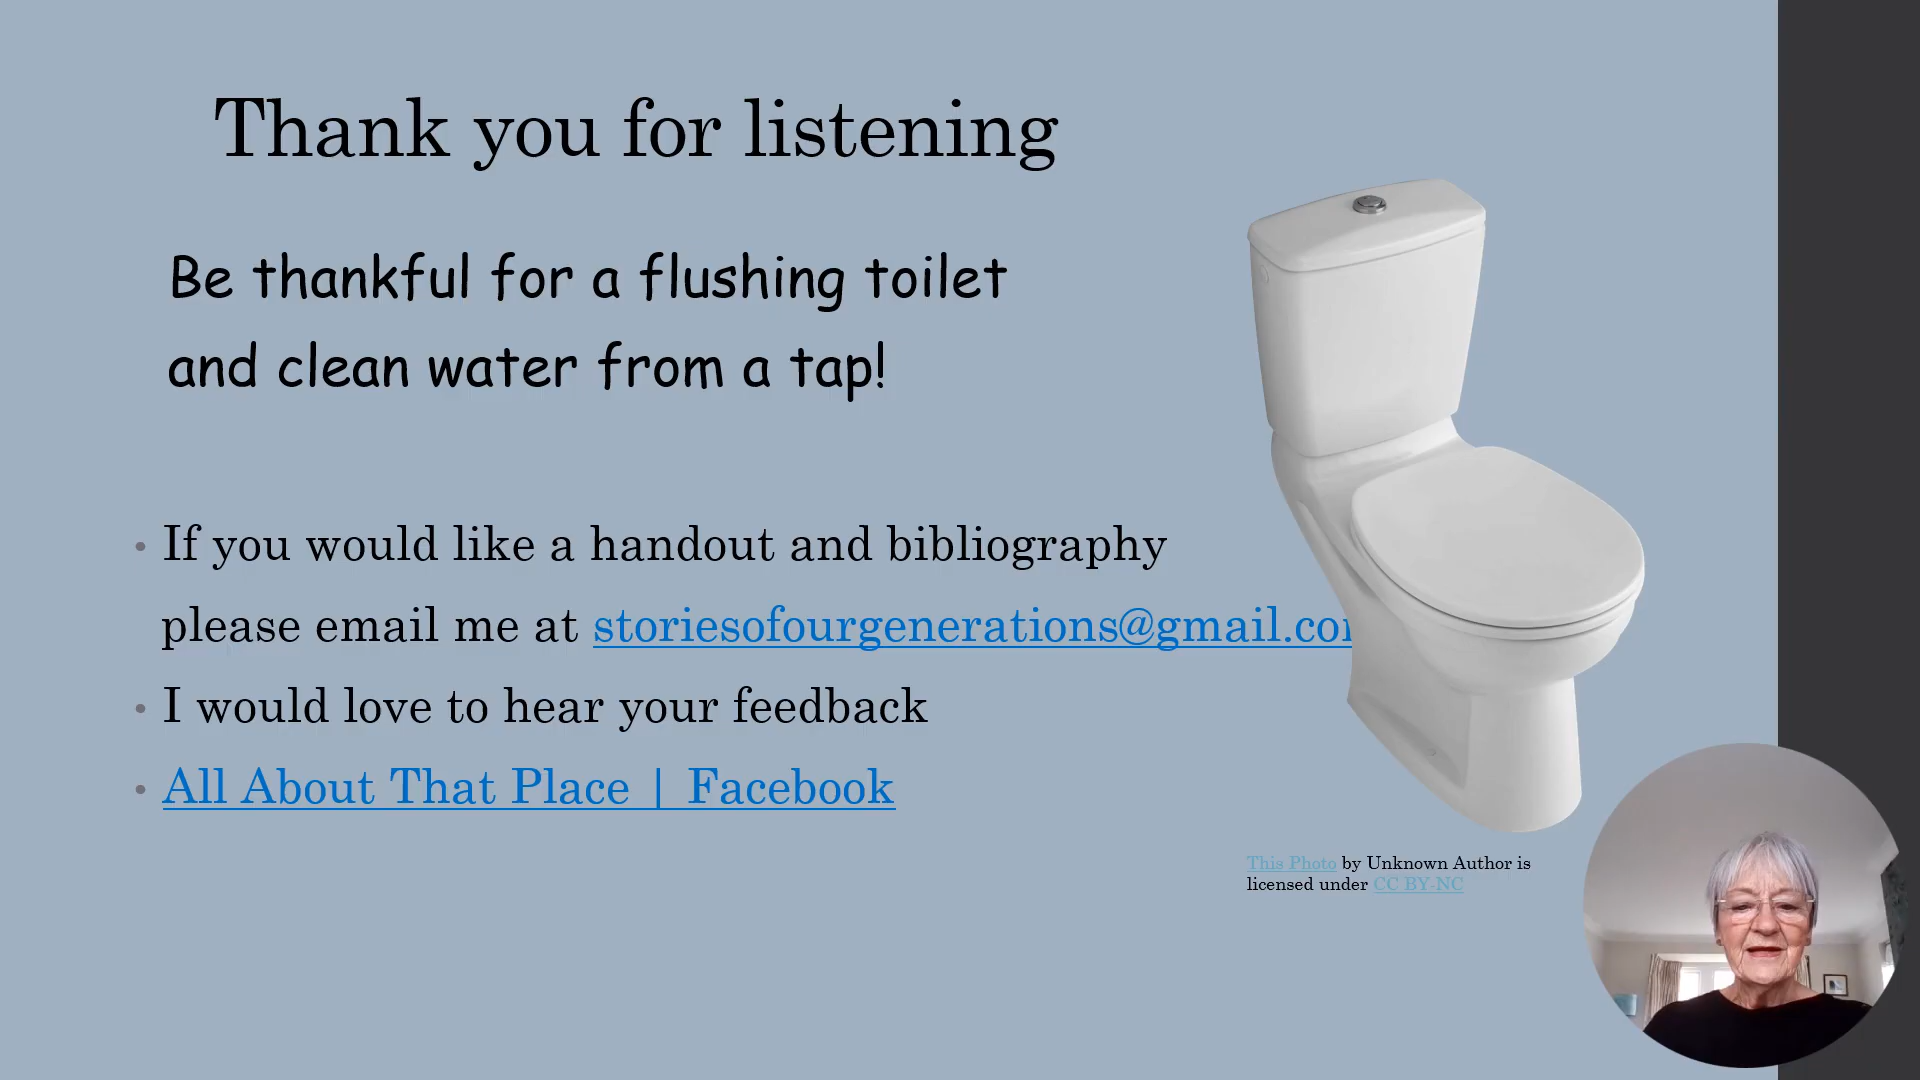 Thank you for listening
Be thankful for a flushing toilet
and clean water from a tap!
• If you would like a handout and bibliography
please email me at storiesofourgenerations@gmail.co
• I would love to hear your feedback
• All About That Place | Facebook
This Photo by Unknown Author is
licensed under CC BY-NC